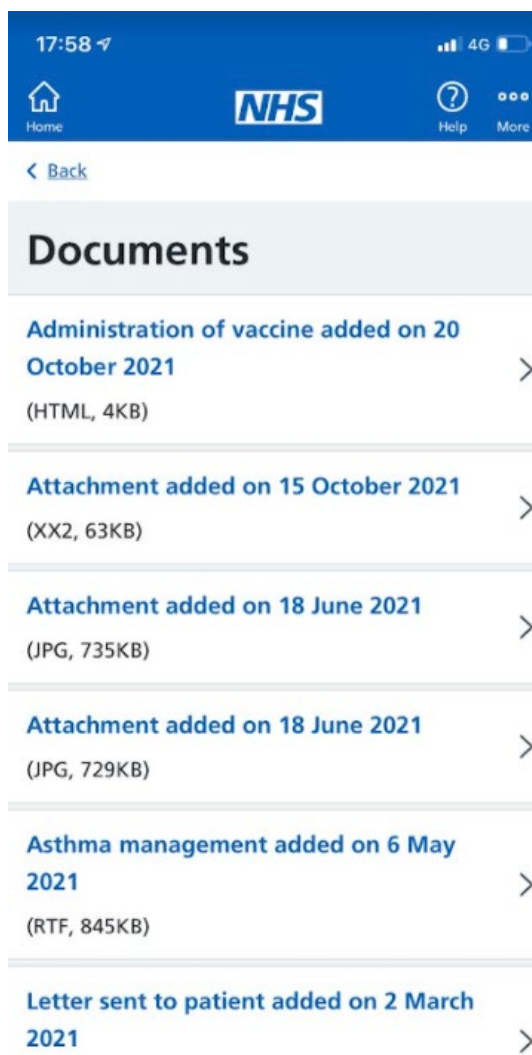 17:58
4G
Home
NHS
Help
More
Back
Documents
Administration of vaccine added on 20
October 2021
(HTML, 4KB)
Attachment added on 15 October 2021
(XX2, 63KB)
Attachment added on 18 June 2021
(JPG, 735KB)
Attachment added on 18 June 2021
(JPG, 729KB)
Asthma management added on 6 May
2021
(RTF, 845KB)
Letter sent to patient added on 2 March
2021